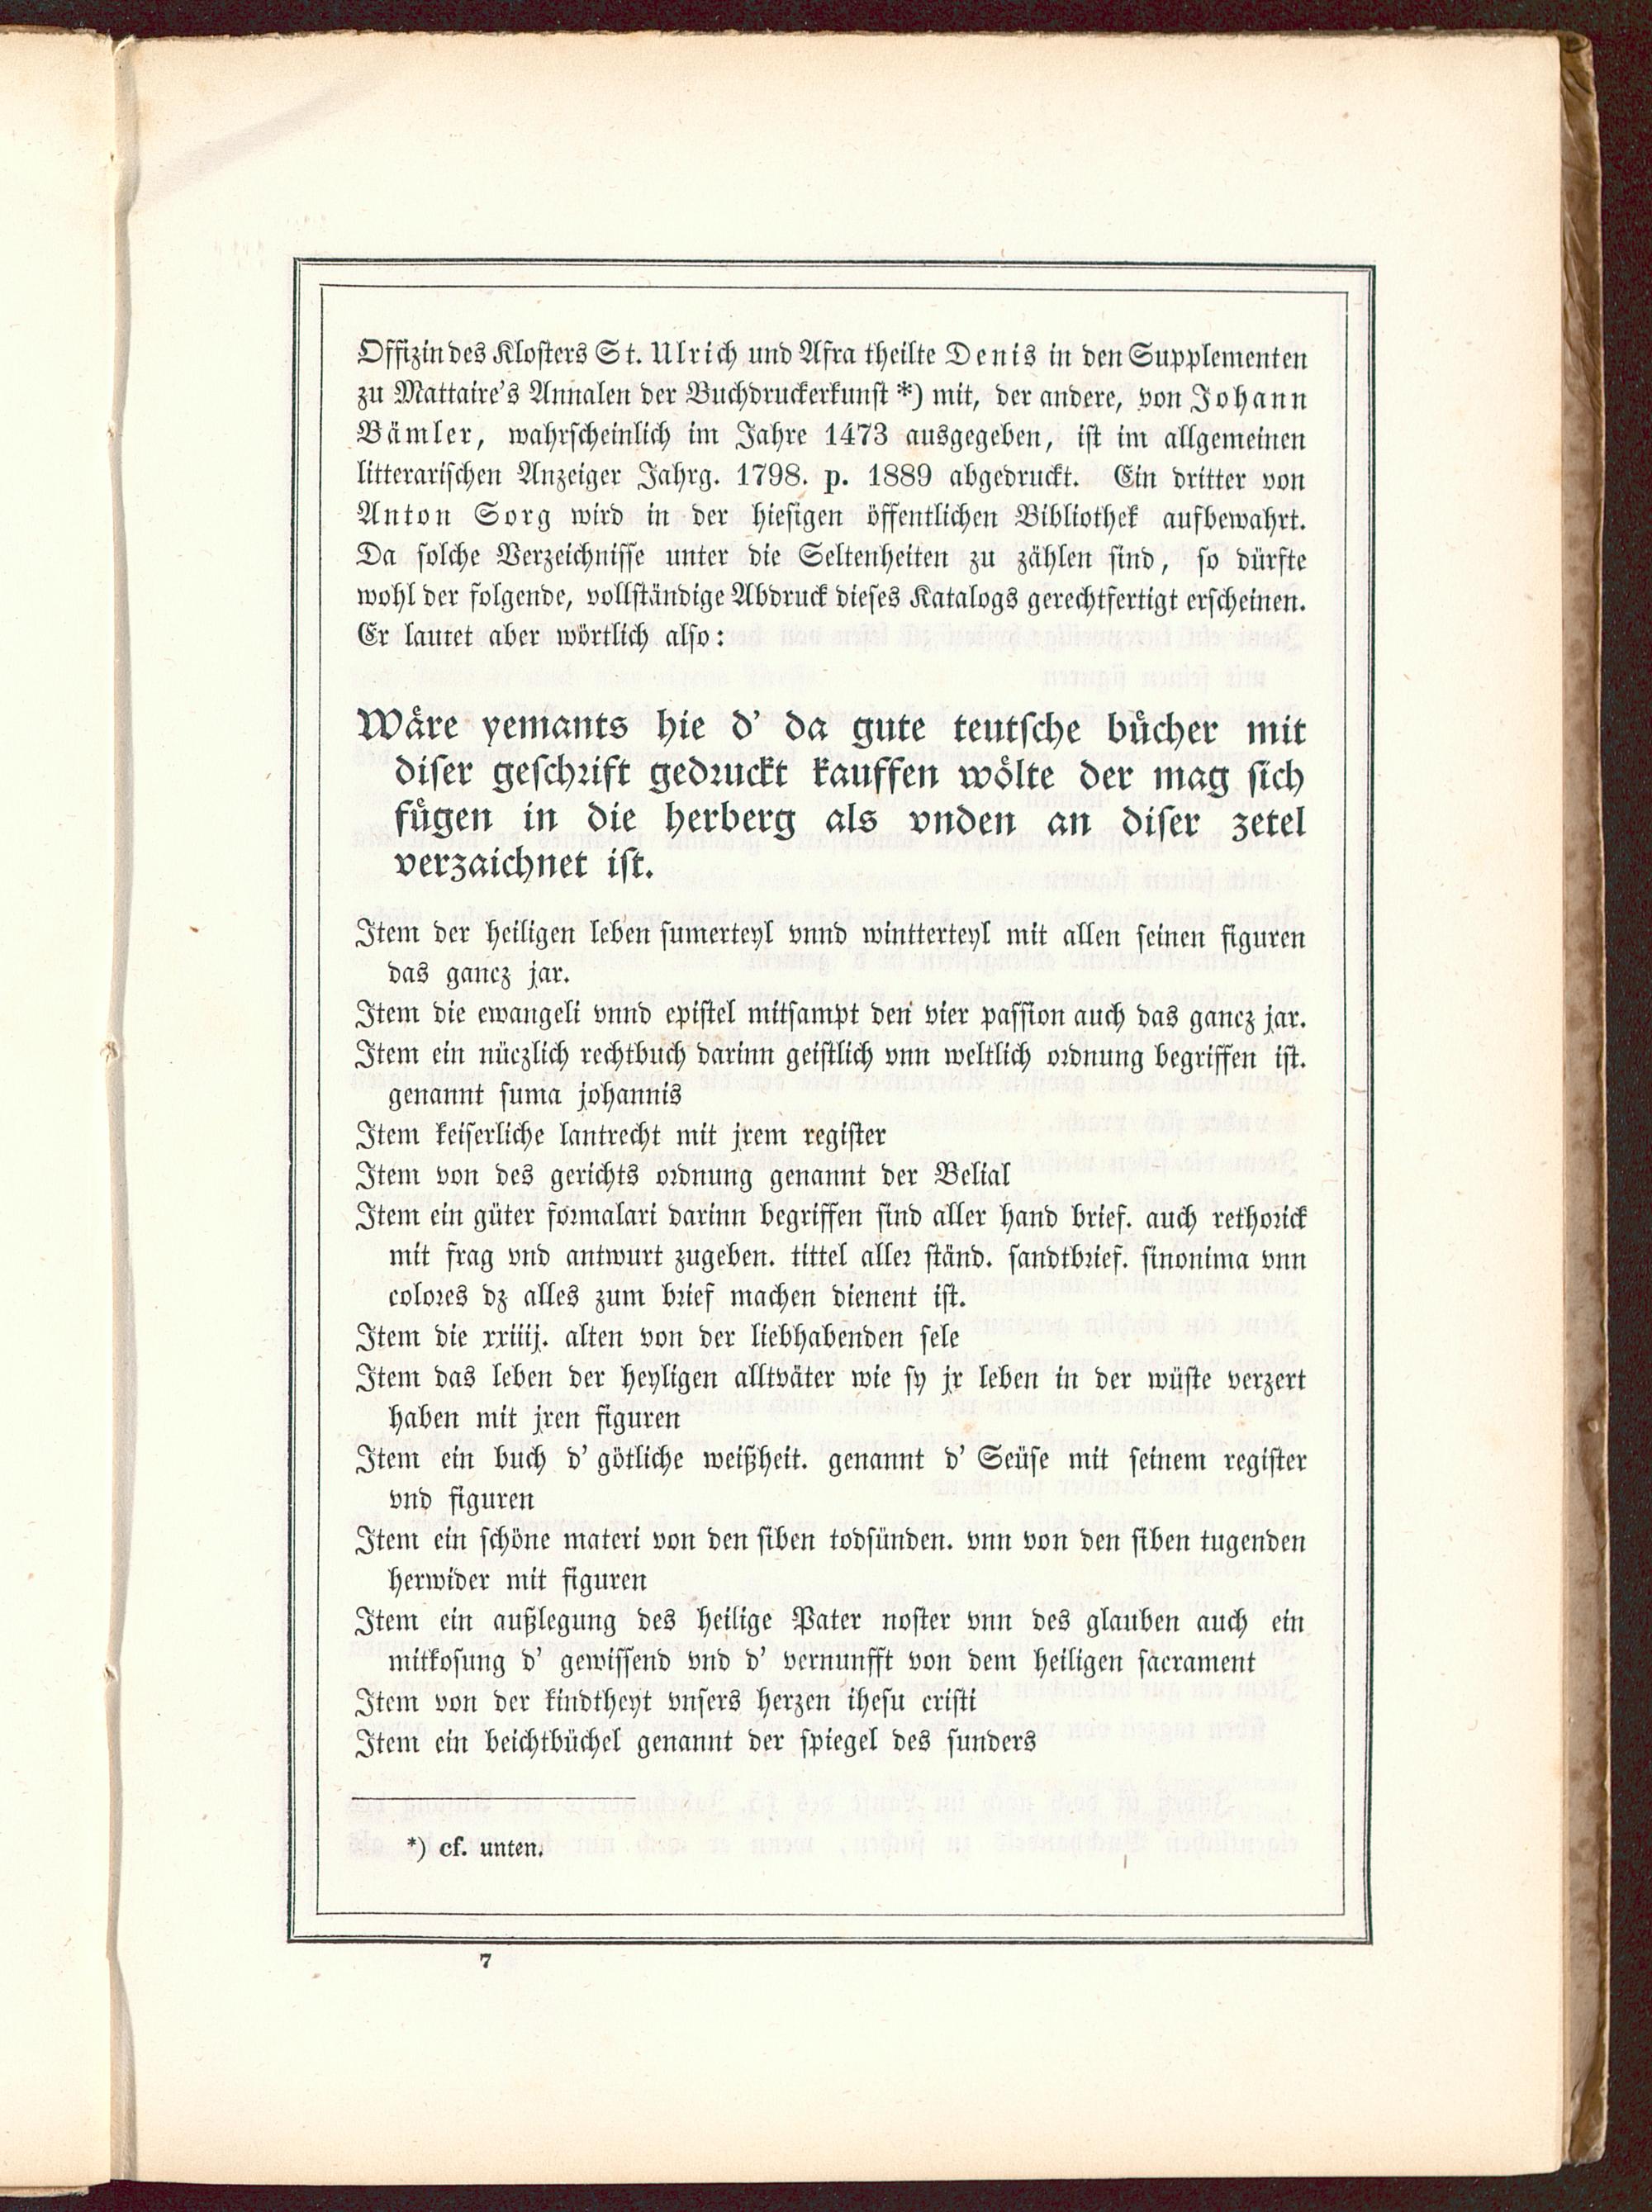 Offizin des Klosters St. Ulrich und Afra theilte Denis in den Supplementen
zu Mattaire's Annalen der Buchdruckerkunst *) mit, der andere, von Johann
Bämler, wahrscheinlich im Jahre 1473 ausgegeben, ist im allgemeinen
litterarischen Anzeiger Jahrg. 1798. p. 1889 abgedruckt. Ein dritter von
Anton Sorg wird in der hiesigen öffentlichen Bibliothek aufbewahrt.
Da solche Verzeichnisse unter die Seltenheiten zu zählen sind, so dürfte
wohl der folgende, vollständige Abdruck dieses Katalogs gerechtfertigt erscheinen.
Er lautet aber wörtlich also:
Wåre yemants hie d' da gute teutsche bůcher mit
diser geschrift gedruckt kauffen wôlte der mag sich
fůgen in die herberg als vnden an diser zetel
verzaichnet ist.
Item der heiligen leben sumerteyl vnnd wintterteyl mit allen seinen figuren
das gancz jar.
Item die ewangeli vnnd epistel mitsampt den vier passion auch das gancz jar.
Item ein nüczlich rechtbuch darinn geistlich vnn weltlich ordnung begriffen ist.
genannt suma johannis
Item keiserliche lantrecht mit jrem register
Item von des gerichts ordnung genannt der Belial
Item ein güter formalari darinn begriffen sind aller hand brief. auch rethorick
mit frag vnd antwurt zugeben. tittel aller ständ. sandtbrief. sinonima vnn
colores dz alles zum brief machen dienent ist.
Item die xxiiij. alten von der liebhabenden sele
Item das leben der heyligen alltväter wie sy jr leben in der wüste verzert
haben mit jren figuren
Item ein buch d' götliche weißheit. genannt d' Seüse mit seinem register
vnd figuren
Item ein schöne materi von den siben todsünden. vnn von den siben tugenden
herwider mit figuren
Item ein außlegung des heilige Pater noster vnn des glauben auch ein
mitkosung d' gewissend vnd d' vernunfft von dem heiligen sacrament
Item von der kindtheyt vnsers herzen ihesu cristi
Item ein beichtbüchel genannt der spiegel des sunders
*) cf. unten.
7